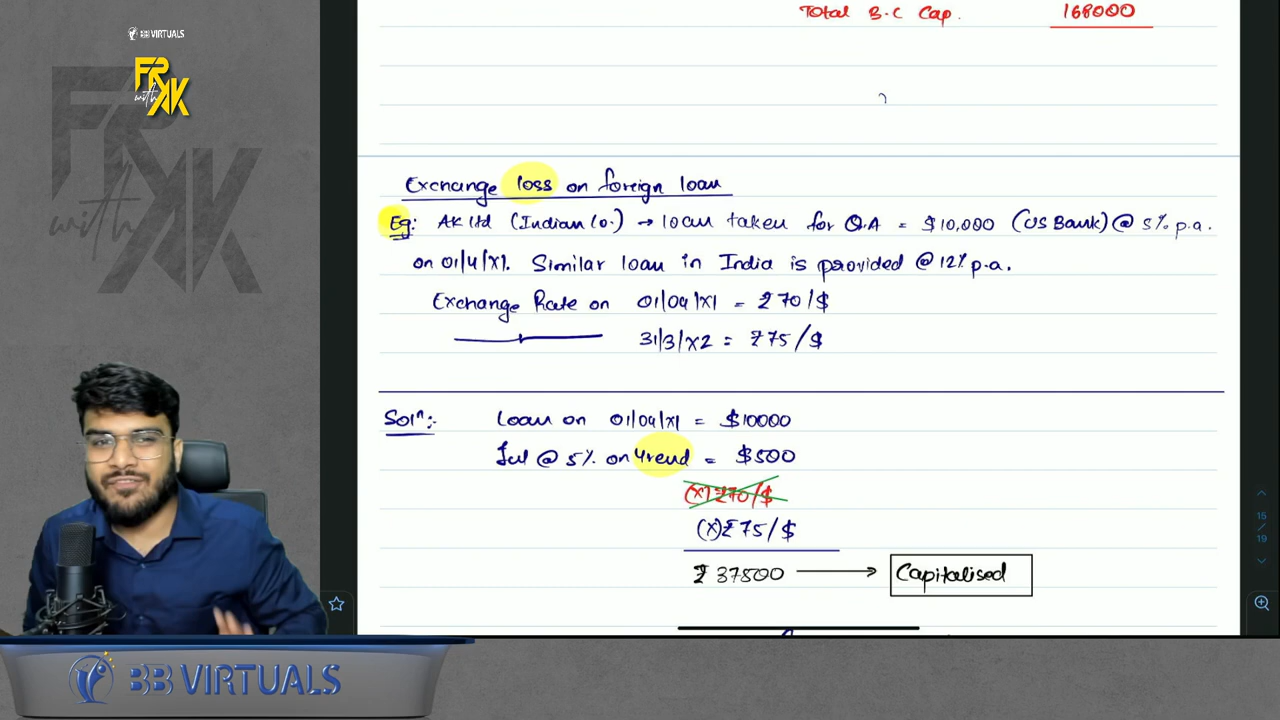 BB VIRTUALS
FR
with AK
Total B.C Cap. 168000
Exchange loss on foreign loan
Eg: AK Ltd (Indian Co.) → loan taken for Q.A = $10,000 (US Bank) @ 5% p.a.
on 01/4/X1. Similar loan in India is provided @ 12% p.a.
Exchange Rate on 01/04/X1 = ₹70/$
31/3/X2 = ₹75/$
Solⁿ:- Loan on 01/04/X1 = $10000
Int @ 5% on Yrend = $500
(X) ₹70/$
(X) ₹75/$
₹ 37500 → Capitalised
15
/
19
BB VIRTUALS